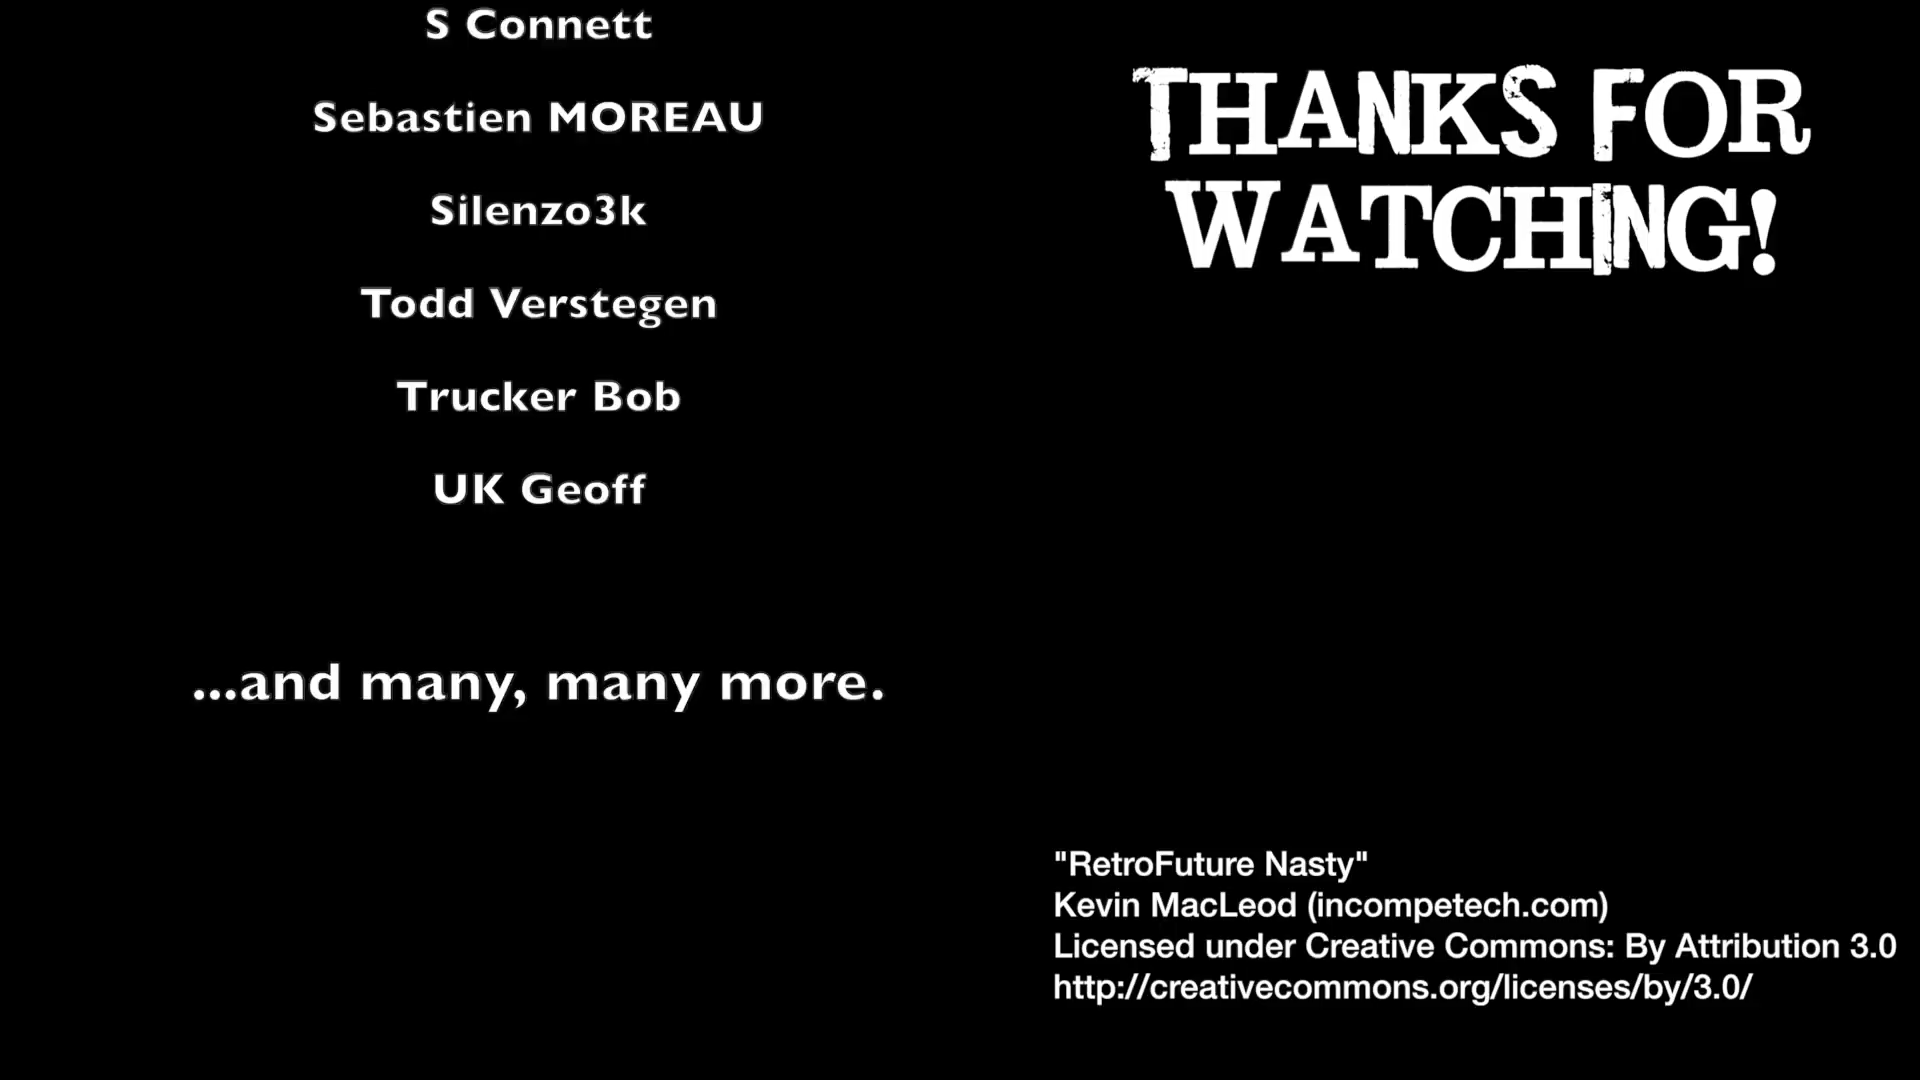 S Connett
Sebastien MOREAU
Silenzo3k
Todd Verstegen
Trucker Bob
UK Geoff
...and many, many more.
THANKS FOR
WATCHING!
"RetroFuture Nasty"
Kevin MacLeod (incompetech.com)
Licensed under Creative Commons: By Attribution 3.0
http://creativecommons.org/licenses/by/3.0/